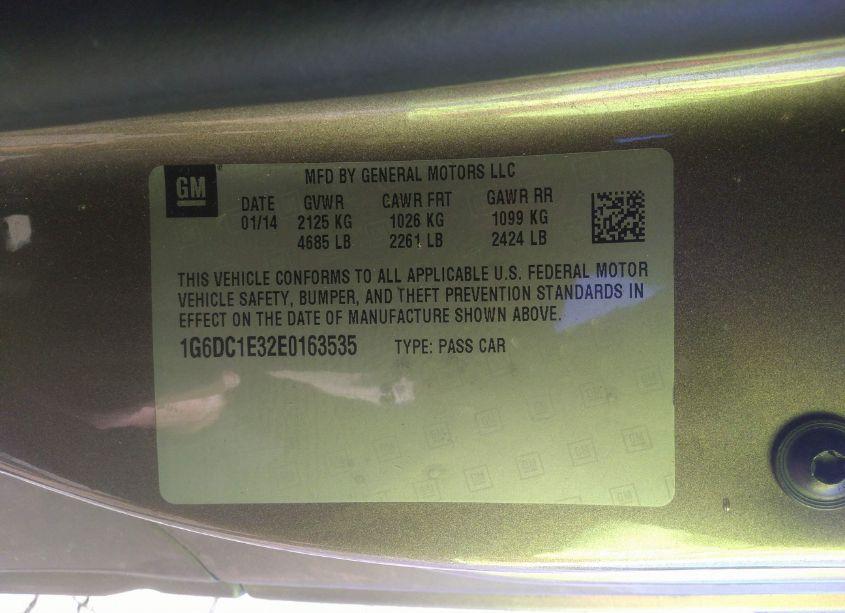 GM
MFD BY GENERAL MOTORS LLC
DATE GVWR GAWR FRT GAWR RR
01/14 2125 KG 1026 KG 1099 KG
4685 LB 2261 LB 2424 LB
THIS VEHICLE CONFORMS TO ALL APPLICABLE U.S. FEDERAL MOTOR
VEHICLE SAFETY, BUMPER, AND THEFT PREVENTION STANDARDS IN
EFFECT ON THE DATE OF MANUFACTURE SHOWN ABOVE.
1G6DC1E32E0163535 TYPE: PASS CAR